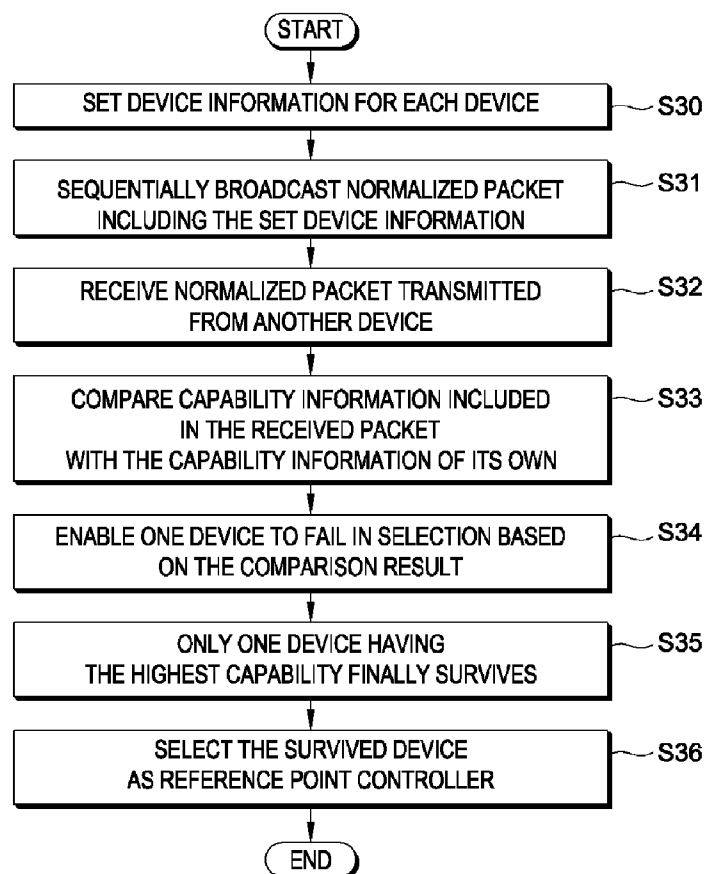 START
SET DEVICE INFORMATION FOR EACH DEVICE
S30
SEQUENTIALLY BROADCAST NORMALIZED PACKET
INCLUDING THE SET DEVICE INFORMATION
S31
RECEIVE NORMALIZED PACKET TRANSMITTED
FROM ANOTHER DEVICE
S32
COMPARE CAPABILITY INFORMATION INCLUDED
IN THE RECEIVED PACKET
WITH THE CAPABILITY INFORMATION OF ITS OWN
S33
ENABLE ONE DEVICE TO FAIL IN SELECTION BASED
ON THE COMPARISON RESULT
S34
ONLY ONE DEVICE HAVING
THE HIGHEST CAPABILITY FINALLY SURVIVES
S35
SELECT THE SURVIVED DEVICE
AS REFERENCE POINT CONTROLLER
S36
END